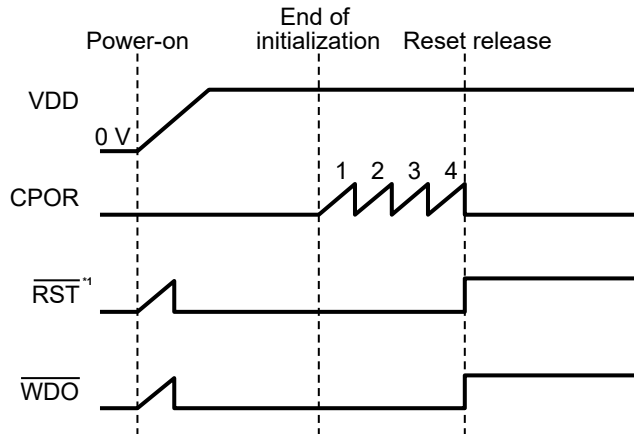 Power-on
End of
initialization
Reset release
VDD
0 V
CPOR
1 2 3 4
RST *1
WDO